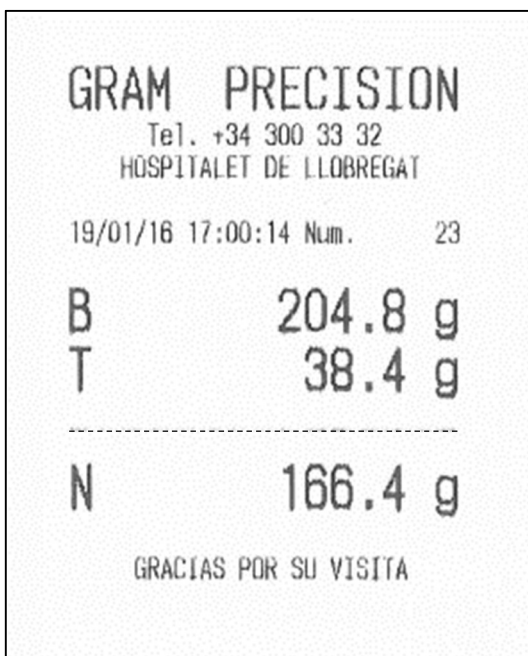 GRAM PRECISION
Tel. +34 300 33 32
HOSPITALET DE LLOBREGAT
19/01/16 17:00:14 Num. 23
B 204.8 g
T 38.4 g
N 166.4 g
GRACIAS POR SU VISITA